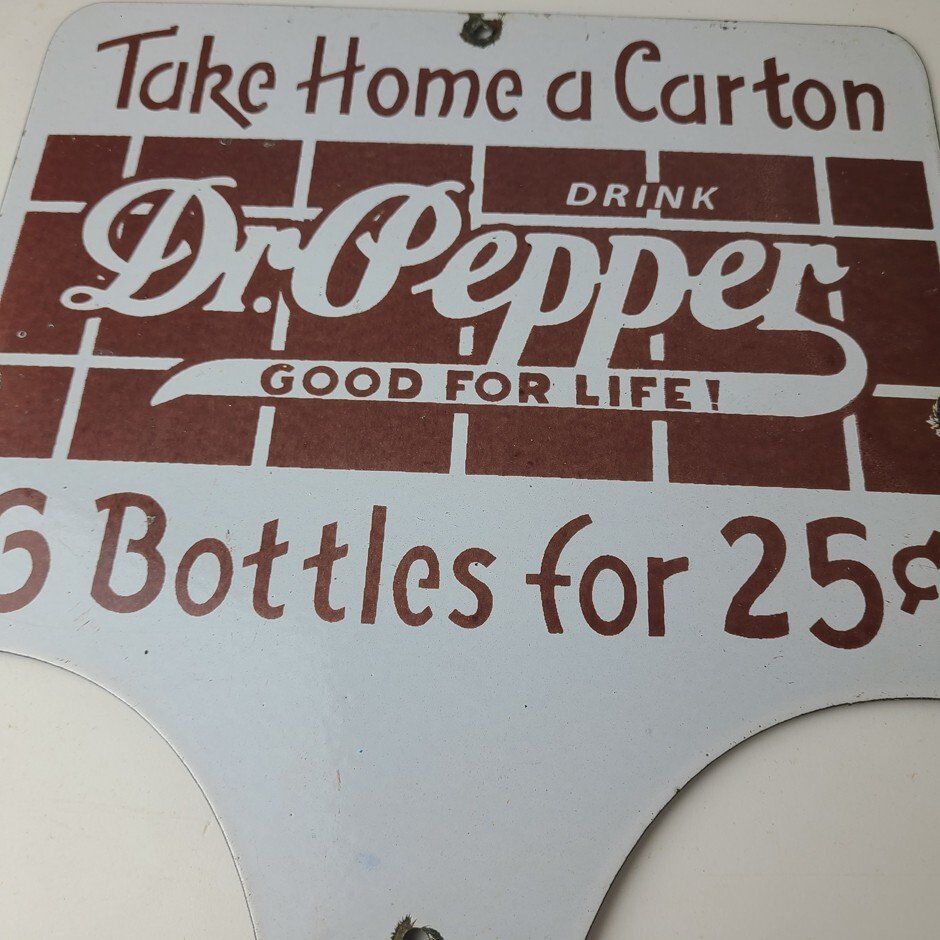 Take Home a Carton
DRINK
Dr. Pepper
GOOD FOR LIFE!
6 Bottles for 25¢